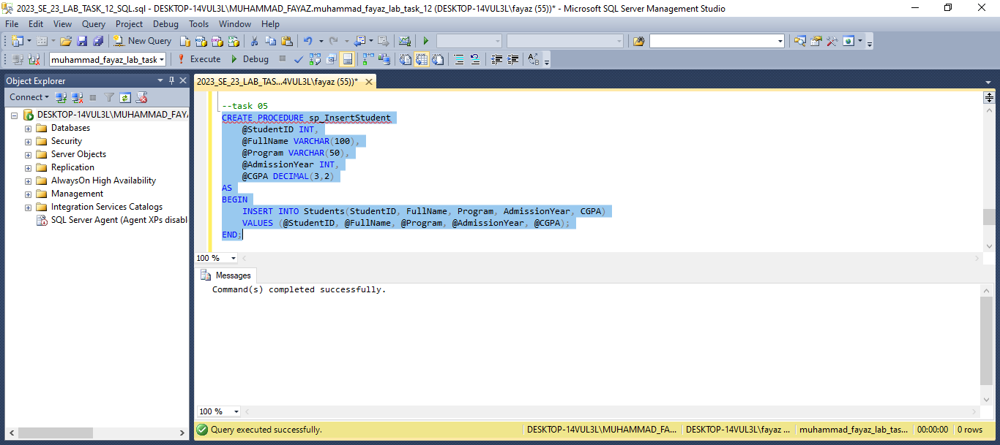 2023_SE_23_LAB_TASK_12_SQL.sql - DESKTOP-14VUL3L\MUHAMMAD_FAYAZ.muhammad_fayaz_lab_task_12 (DESKTOP-14VUL3L\fayaz (55))* - Microsoft SQL Server Management Studio
File Edit View Query Project Debug Tools Window Help
New Query
muhammad_fayaz_lab_task Execute Debug
Object Explorer
2023_SE_23_LAB_TAS...4VUL3L\fayaz (55))*
Connect
DESKTOP-14VUL3L\MUHAMMAD_FAYA
Databases
Security
Server Objects
Replication
AlwaysOn High Availability
Management
Integration Services Catalogs
SQL Server Agent (Agent XPs disabl
--task 05
CREATE PROCEDURE sp_InsertStudent
@StudentID INT,
@FullName VARCHAR(100),
@Program VARCHAR(50),
@AdmissionYear INT,
@CGPA DECIMAL(3,2)
AS
BEGIN
INSERT INTO Students(StudentID, FullName, Program, AdmissionYear, CGPA)
VALUES (@StudentID, @FullName, @Program, @AdmissionYear, @CGPA);
END;
100 %
Messages
Command(s) completed successfully.
100 %
Query executed successfully. DESKTOP-14VUL3L\MUHAMMAD_FA... DESKTOP-14VUL3L\fayaz ... muhammad_fayaz_lab_tas... 00:00:00 0 rows